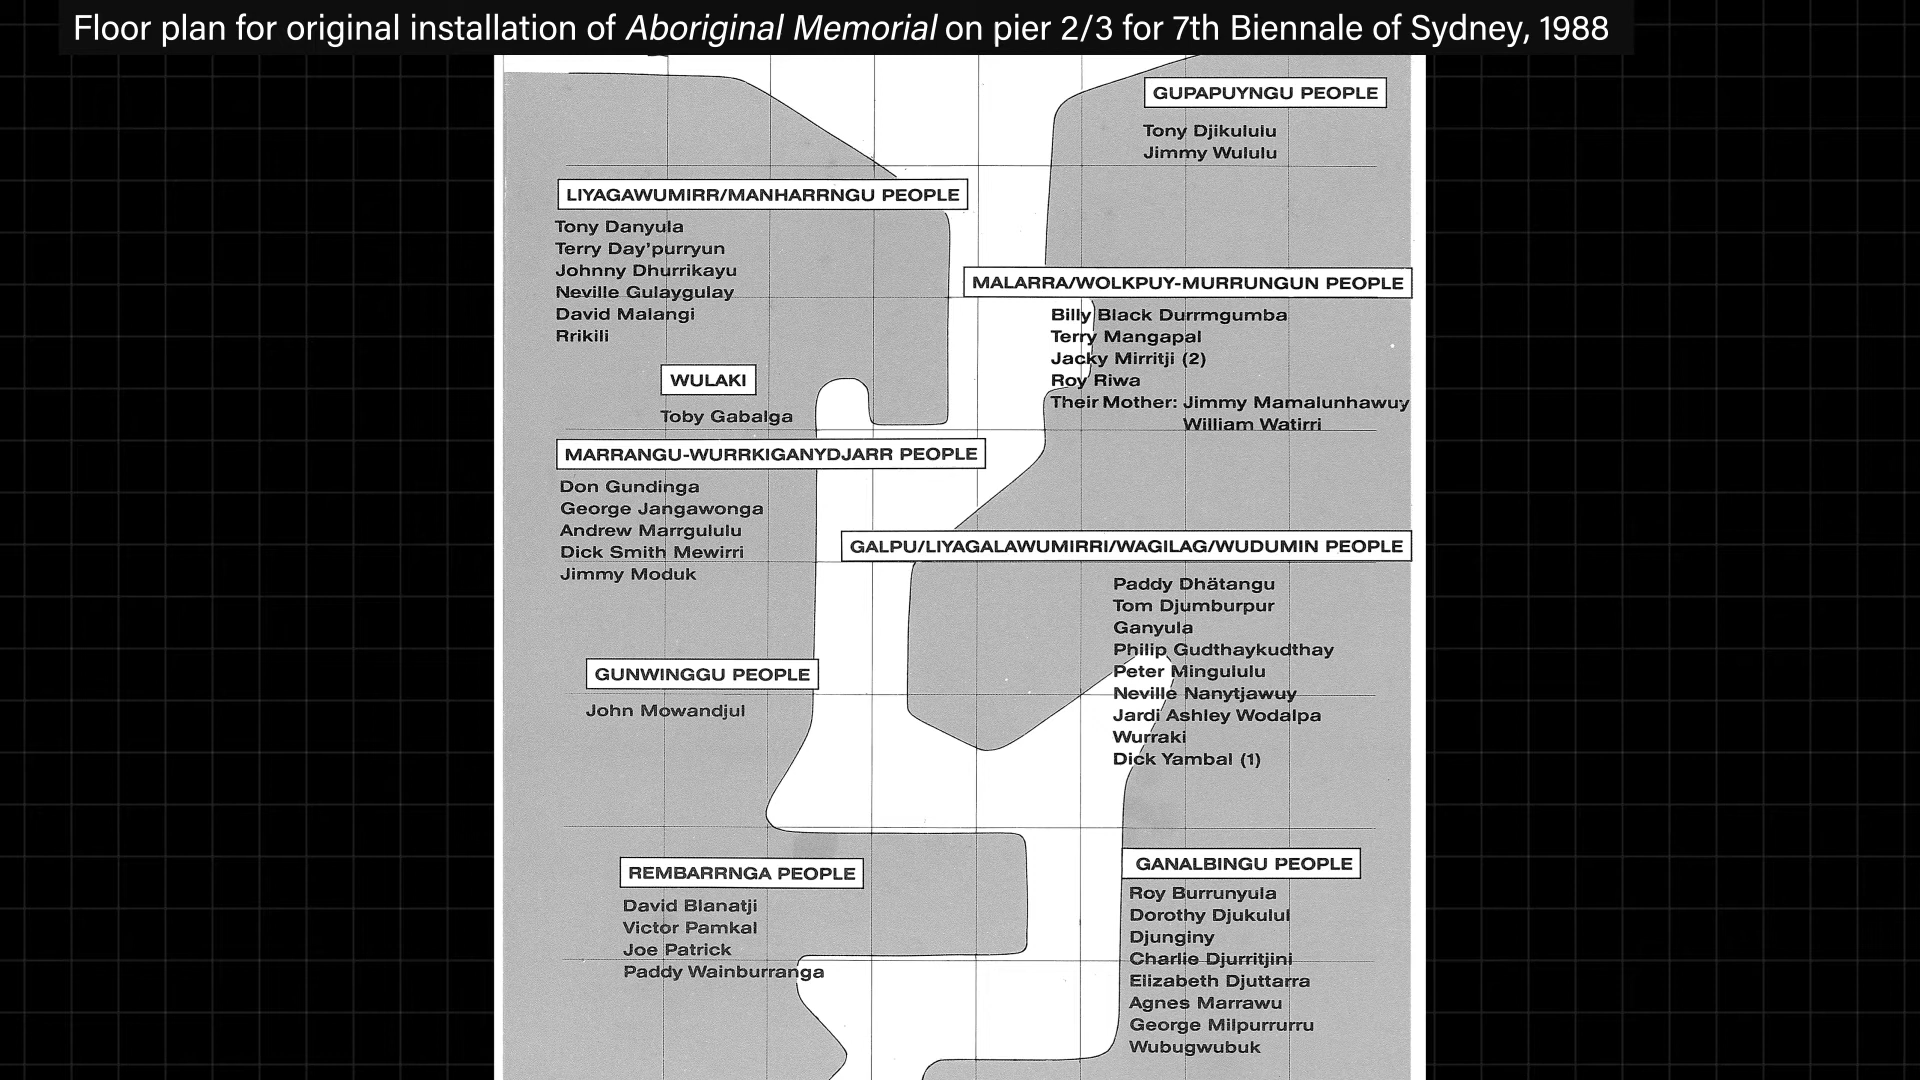 Floor plan for original installation of Aboriginal Memorial on pier 2/3 for 7th Biennale of Sydney, 1988
GUPAPUYNGU PEOPLE
Tony Djikululu
Jimmy Wululu
LIYAGAWUMIRR/MANHARRNGU PEOPLE
Tony Danyula
Terry Day'purryun
Johnny Dhurrikayu
Neville Gulaygulay
David Malangi
Rrikili
MALARRA/WOLKPUY-MURRUNGUN PEOPLE
Billy Black Durrmgumba
Terry Mangapal
Jacky Mirritji (2)
Roy Riwa
Their Mother: Jimmy Mamalunhawuy
William Watirri
WULAKI
Toby Gabalga
MARRANGU-WURRKIGANYDJARR PEOPLE
Don Gundinga
George Jangawonga
Andrew Marrgululu
Dick Smith Mewirri
Jimmy Moduk
GALPU/LIYAGALAWUMIRRI/WAGILAG/WUDUMIN PEOPLE
Paddy Dhätangu
Tom Djumburpur
Ganyula
Philip Gudthaykudthay
Peter Mingululu
Neville Nanytjawuy
Jardi Ashley Wodalpa
Wurraki
Dick Yambal (1)
GUNWINGGU PEOPLE
John Mowandjul
REMBARRNGA PEOPLE
David Blanatji
Victor Pamkal
Joe Patrick
Paddy Wainburranga
GANALBINGU PEOPLE
Roy Burrunyula
Dorothy Djukulul
Djunginy
Charlie Djurritjini
Elizabeth Djuttarra
Agnes Marrawu
George Milpurrurru
Wubugwubuk